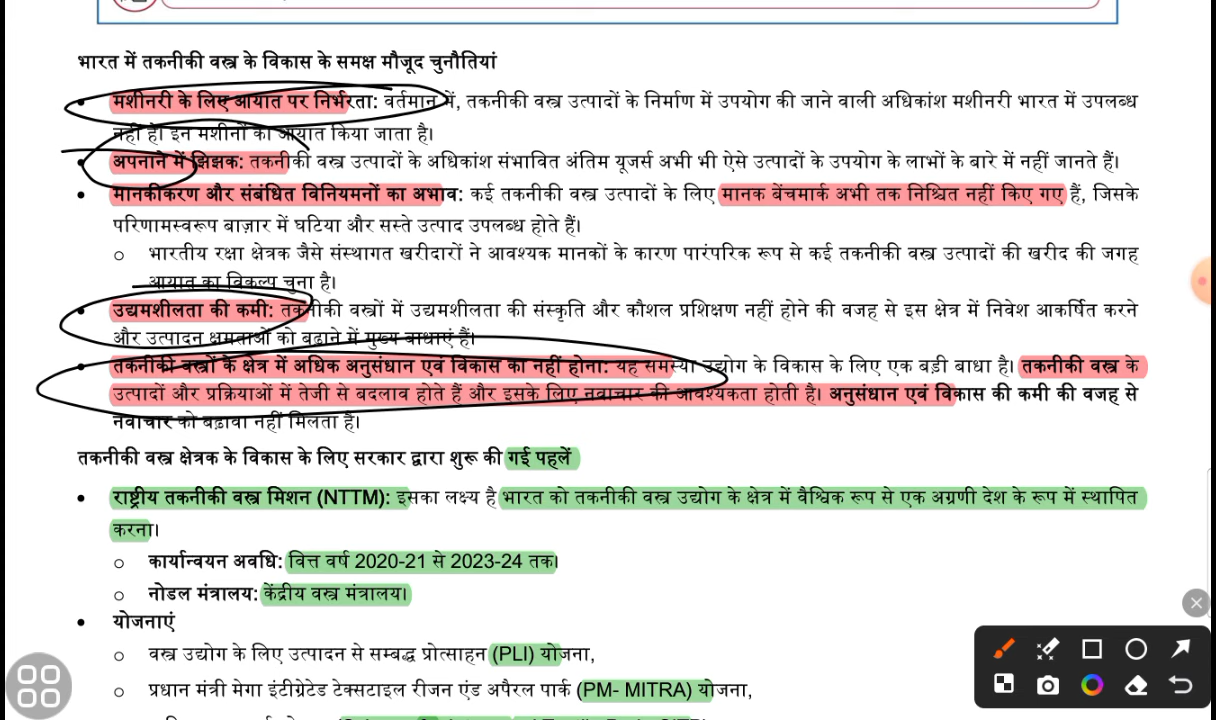 भारत में तकनीकी वस्त्र के विकास के समक्ष मौजूद चुनौतियां
• मशीनरी के लिए आयात पर निर्भरता: वर्तमान में, तकनीकी वस्त्र उत्पादों के निर्माण में उपयोग की जाने वाली अधिकांश मशीनरी भारत में उपलब्ध
नहीं है। इन मशीनों का आयात किया जाता है।
• अपनाने में झिझक: तकनीकी वस्त्र उत्पादों के अधिकांश संभावित अंतिम यूजर्स अभी भी ऐसे उत्पादों के उपयोग के लाभों के बारे में नहीं जानते हैं।
• मानकीकरण और संबंधित विनियमनों का अभाव: कई तकनीकी वस्त्र उत्पादों के लिए मानक बेंचमार्क अभी तक निश्चित नहीं किए गए हैं, जिसके
परिणामस्वरूप बाज़ार में घटिया और सस्ते उत्पाद उपलब्ध होते हैं।
o भारतीय रक्षा क्षेत्रक जैसे संस्थागत खरीदारों ने आवश्यक मानकों के कारण पारंपरिक रूप से कई तकनीकी वस्त्र उत्पादों की खरीद की जगह
आयात का विकल्प चुना है।
• उद्यमशीलता की कमी: तकनीकी वस्त्रों में उद्यमशीलता की संस्कृति और कौशल प्रशिक्षण नहीं होने की वजह से इस क्षेत्र में निवेश आकर्षित करने
और उत्पादन क्षमताओं को बढ़ाने में मुख्य बाधाएं हैं।
• तकनीकी वस्त्रों के क्षेत्र में अधिक अनुसंधान एवं विकास का नहीं होना: यह समस्या उद्योग के विकास के लिए एक बड़ी बाधा है। तकनीकी वस्त्र के
उत्पादों और प्रक्रियाओं में तेजी से बदलाव होते हैं और इसके लिए नवाचार की आवश्यकता होती है। अनुसंधान एवं विकास की कमी की वजह से
नवाचार को बढ़ावा नहीं मिलता है।
तकनीकी वस्त्र क्षेत्रक के विकास के लिए सरकार द्वारा शुरू की गई पहलें
• राष्ट्रीय तकनीकी वस्त्र मिशन (NTTM): इसका लक्ष्य है भारत को तकनीकी वस्त्र उद्योग के क्षेत्र में वैश्विक रूप से एक अग्रणी देश के रूप में स्थापित
करना।
o कार्यान्वयन अवधि: वित्त वर्ष 2020-21 से 2023-24 तक।
o नोडल मंत्रालय: केंद्रीय वस्त्र मंत्रालय।
• योजनाएं
o वस्त्र उद्योग के लिए उत्पादन से सम्बद्ध प्रोत्साहन (PLI) योजना,
o प्रधान मंत्री मेगा इंटीग्रेटेड टेक्सटाइल रीजन एंड अपैरल पार्क (PM- MITRA) योजना,